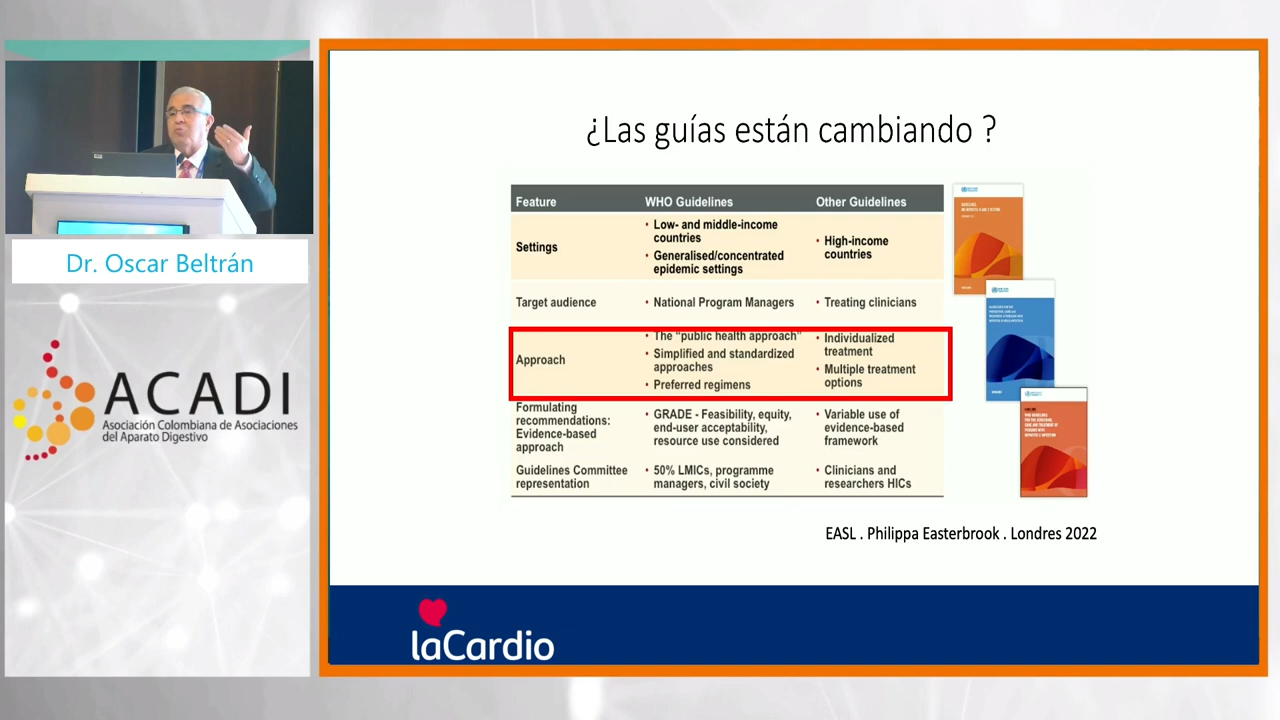 ¿Las guías están cambiando ?
Feature WHO Guidelines Other Guidelines
Settings
• Low- and middle-income
countries
• Generalised/concentrated
epidemic settings
• High-income
countries
Target audience
• National Program Managers
• Treating clinicians
Approach
• The “public health approach”
• Simplified and standardized
approaches
• Preferred regimens
• Individualized
treatment
• Multiple treatment
options
Formulating
recommendations:
Evidence-based
approach
• GRADE - Feasibility, equity,
end-user acceptability,
resource use considered
• Variable use of
evidence-based
framework
Guidelines Committee
representation
• 50% LMICs, programme
managers, civil society
• Clinicians and
researchers HICs
EASL . Philippa Easterbrook . Londres 2022
laCardio
Dr. Oscar Beltrán
ACADI
Asociación Colombiana de Asociaciones
del Aparato Digestivo